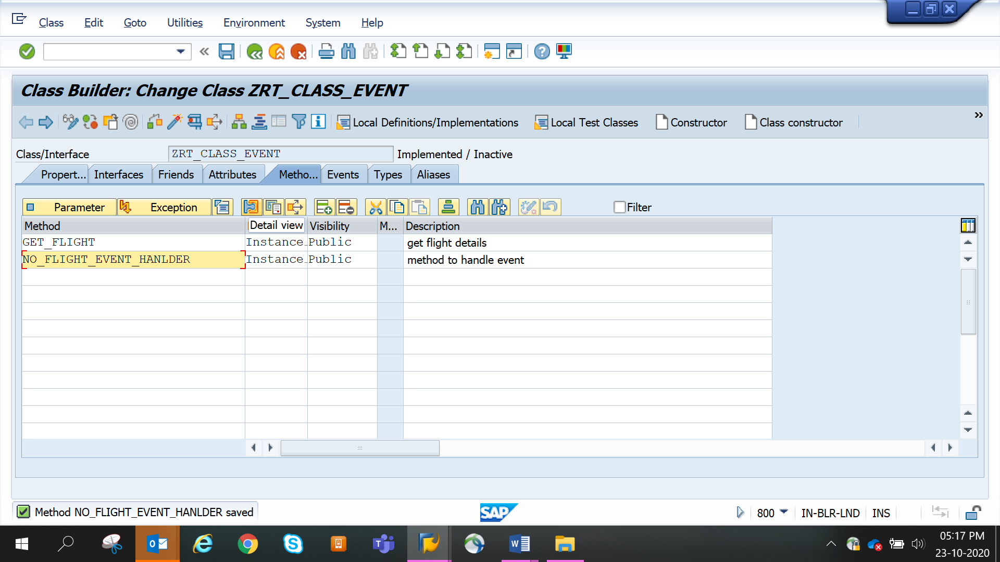 Class Edit Goto Utilities Environment System Help
Class Builder: Change Class ZRT_CLASS_EVENT
Local Definitions/Implementations Local Test Classes Constructor Class constructor
Class/Interface ZRT_CLASS_EVENT Implemented / Inactive
Propert... Interfaces Friends Attributes Metho... Events Types Aliases
Parameter Exception Filter
Method Detail view Visibility M... Description
GET_FLIGHT Instance.. Public get flight details
NO_FLIGHT_EVENT_HANLDER Instance.. Public method to handle event
Method NO_FLIGHT_EVENT_HANLDER saved SAP 800 IN-BLR-LND INS
05:17 PM
23-10-2020